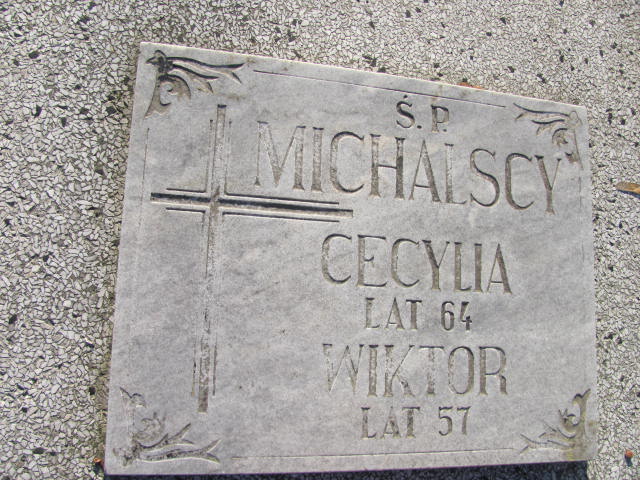 Ś. P.
MICHALSCY
CECYLIA
LAT 64
WIKTOR
LAT 57